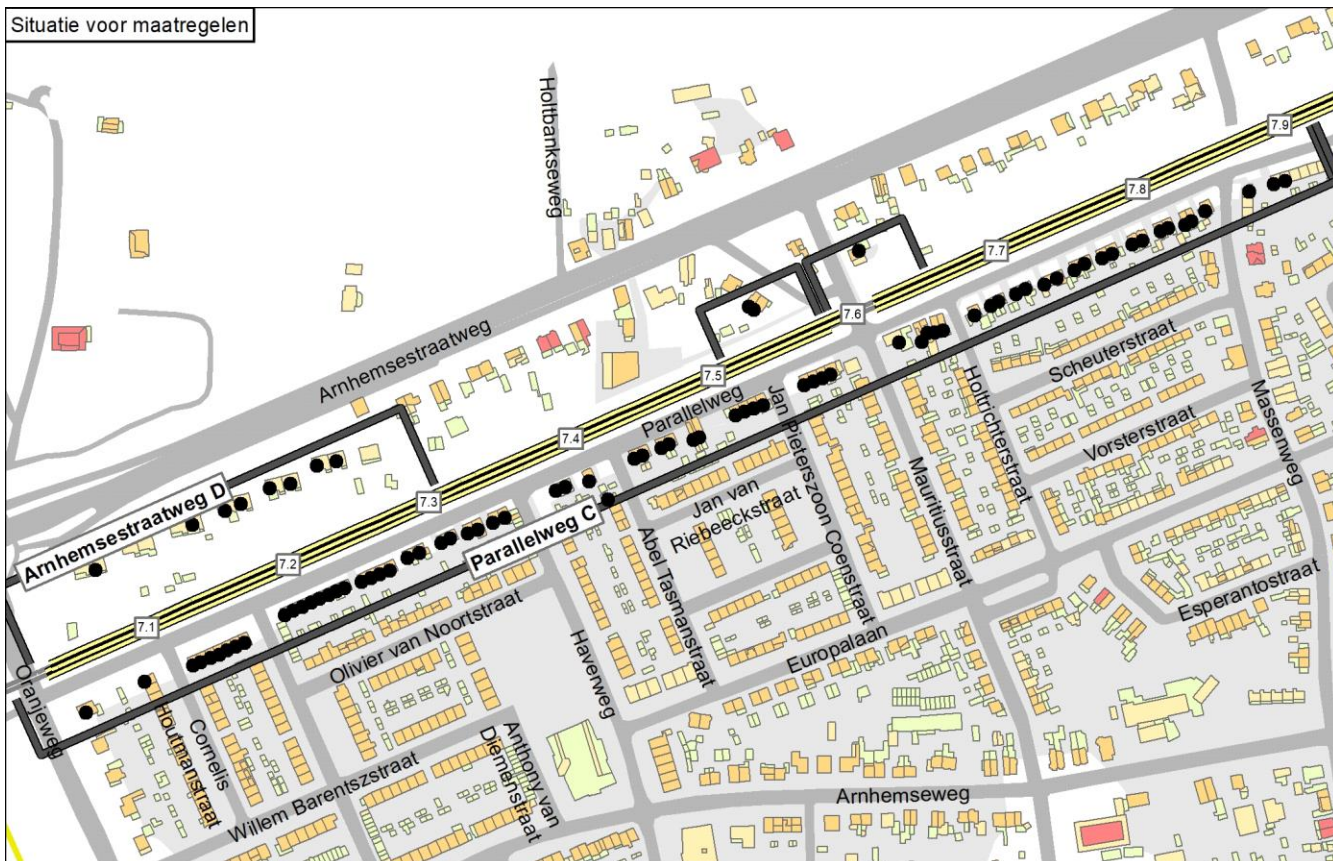 Situatie voor maatregelen
Holtbankseweg
7.9
7.8
7.7
7.6
7.5
7.4
7.3
7.2
7.1
Arnhemsestraatweg
Arnhemsestraatweg D
Parallelweg
Parallelweg C
Scheuterstraat
Vorsterstraat
Massenweg
Holtrichterstraat
Mauritiusstraat
Jan
Pieterszoon Coenstraat
Jan van
Riebeeckstraat
Abel Tasmanstraat
Esperantostraat
Europalaan
Olivier van Noortstraat
Haverweg
Oranjeweg
Houtmanstraat
Cornelis
Willem Barentszstraat
Anthony van
Diemenstraat
Arnhemseweg